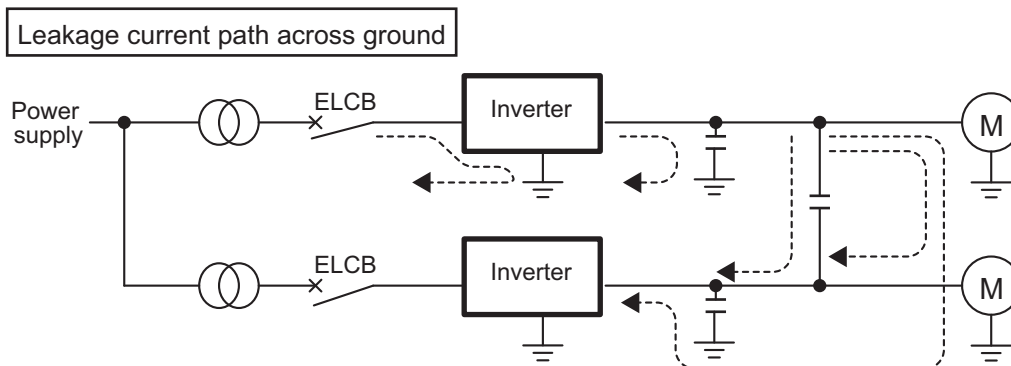 Leakage current path across ground
Power
supply
ELCB
Inverter
M
ELCB
Inverter
M